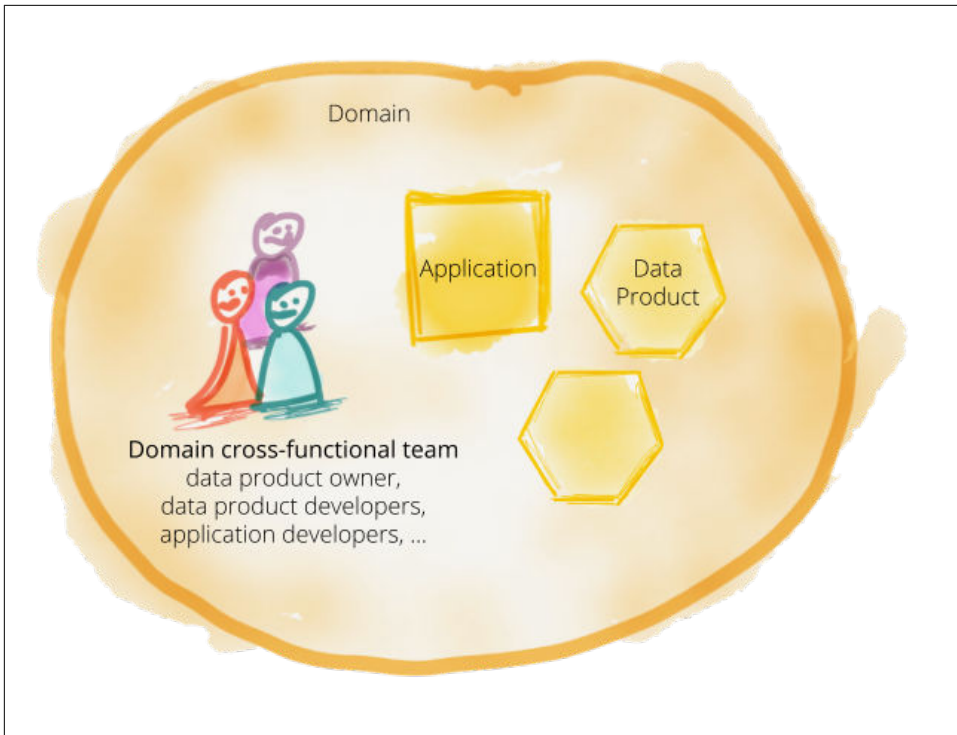 Domain
Application
Data
Product
Domain cross-functional team
data product owner,
data product developers,
application developers, ...